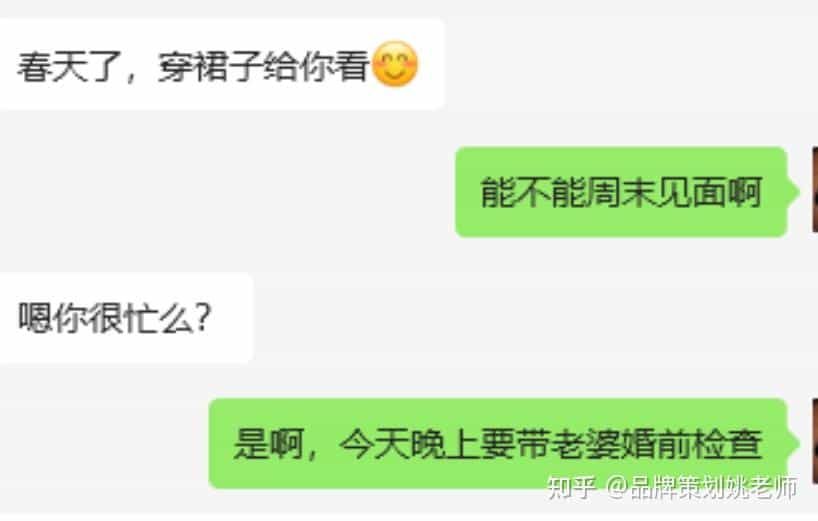 春天了，穿裙子给你看😊
能不能周末见面啊
嗯你很忙么?
是啊，今天晚上要带老婆婚前检查
知乎 @品牌策划姚老师